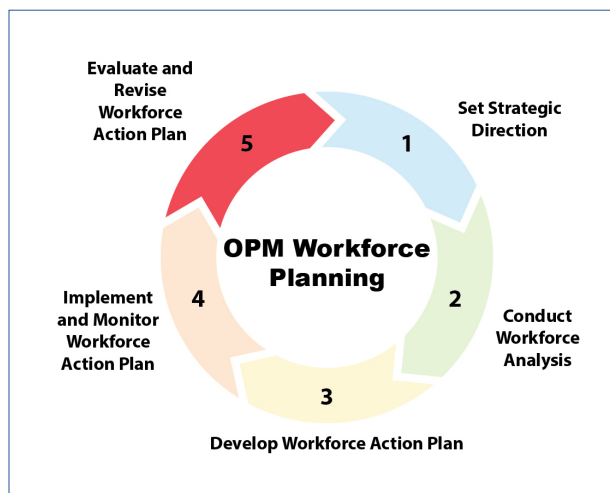 OPM Workforce
Planning
1
Set Strategic
Direction
2
Conduct
Workforce
Analysis
3
Develop Workforce Action Plan
4
Implement
and Monitor
Workforce
Action Plan
5
Evaluate and
Revise
Workforce
Action Plan